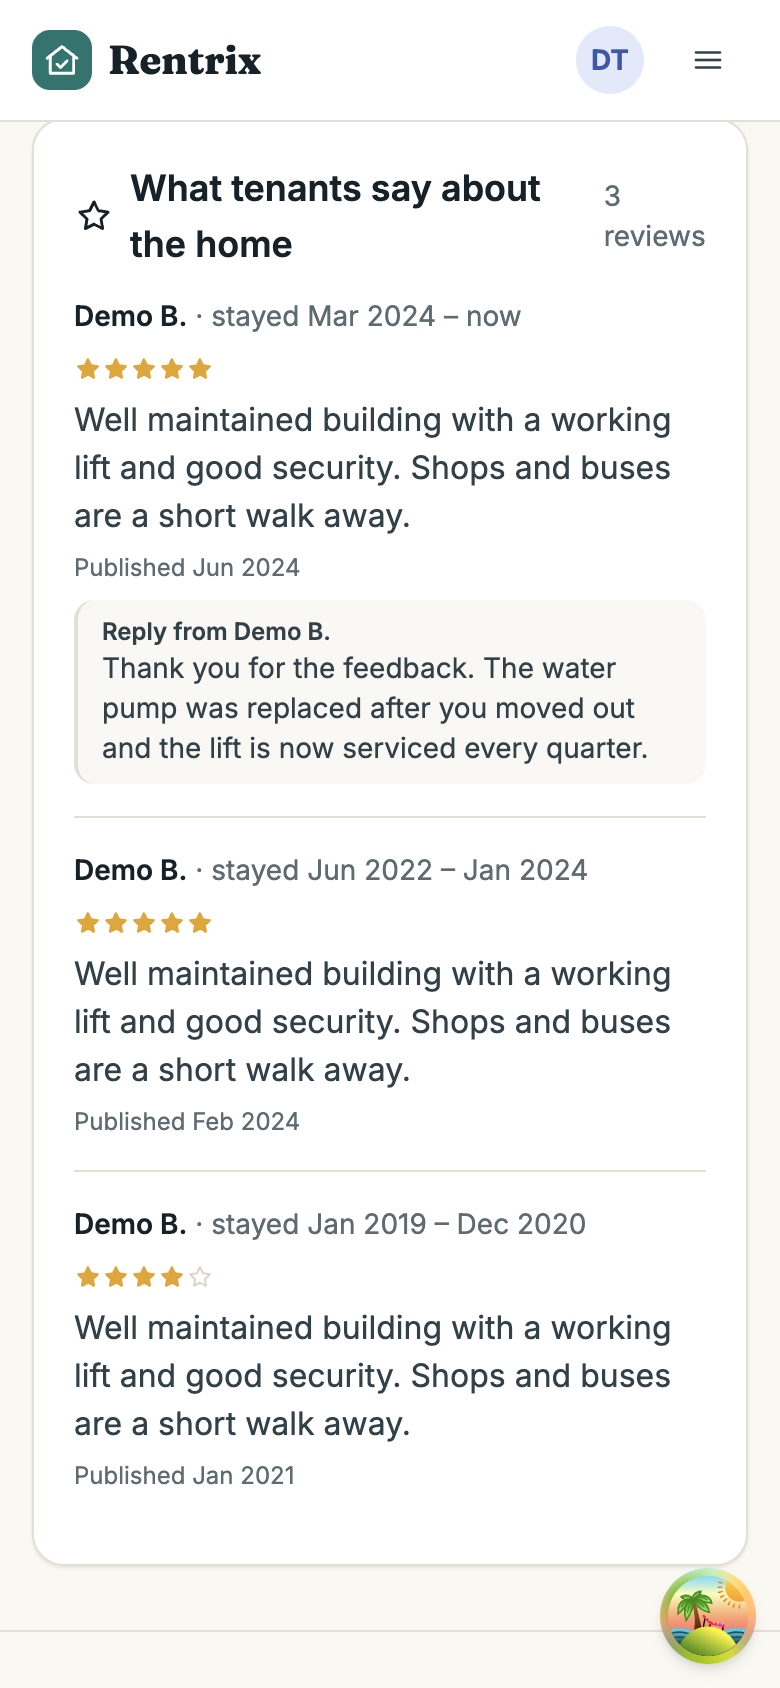 Rentrix
DT
What tenants say about
the home
3
reviews
Demo B. · stayed Mar 2024 – now
Well maintained building with a working
lift and good security. Shops and buses
are a short walk away.
Published Jun 2024
Reply from Demo B.
Thank you for the feedback. The water
pump was replaced after you moved out
and the lift is now serviced every quarter.
Demo B. · stayed Jun 2022 – Jan 2024
Well maintained building with a working
lift and good security. Shops and buses
are a short walk away.
Published Feb 2024
Demo B. · stayed Jan 2019 – Dec 2020
Well maintained building with a working
lift and good security. Shops and buses
are a short walk away.
Published Jan 2021